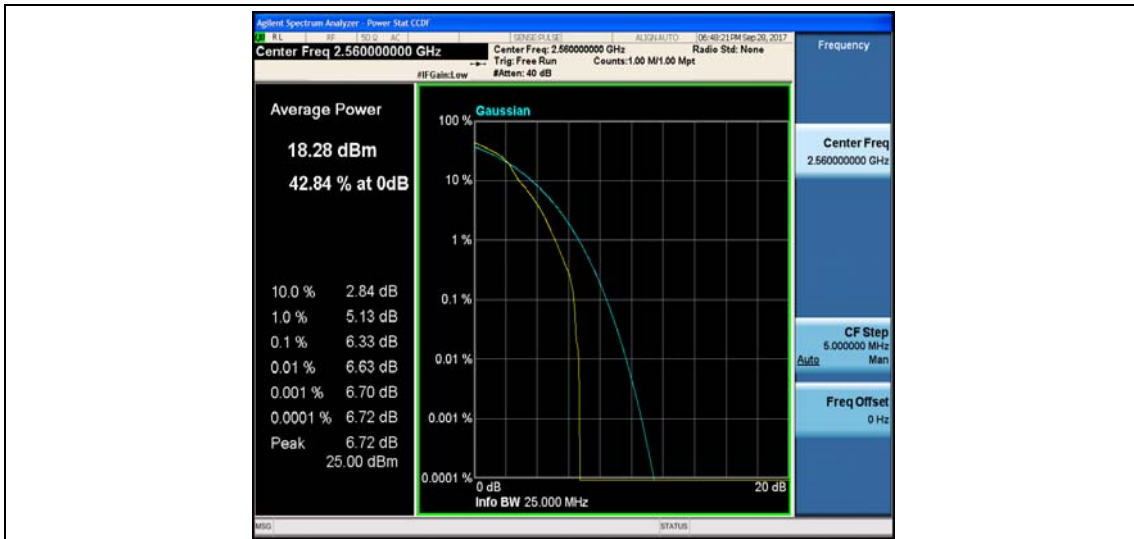 Agilent Spectrum Analyzer - Power Stat CCDF
RL RF 50 Ω AC SENSE:PULSE ALIGN AUTO 06:48:21 PM Sep 28, 2017
Center Freq 2.560000000 GHz
Center Freq: 2.560000000 GHz Radio Std: None
Trig: Free Run Counts:1.00 M/1.00 Mpt
#IFGain:Low #Atten: 40 dB
Frequency
Average Power
18.28 dBm
42.84 % at 0dB
10.0 % 2.84 dB
1.0 % 5.13 dB
0.1 % 6.33 dB
0.01 % 6.63 dB
0.001 % 6.70 dB
0.0001 % 6.72 dB
Peak 6.72 dB
25.00 dBm
Gaussian
100 %
10 %
1 %
0.1 %
0.01 %
0.001 %
0.0001 %
0 dB 20 dB
Info BW 25.000 MHz
Center Freq
2.560000000 GHz
CF Step
5.000000 MHz
Auto Man
Freq Offset
0 Hz
MSG STATUS